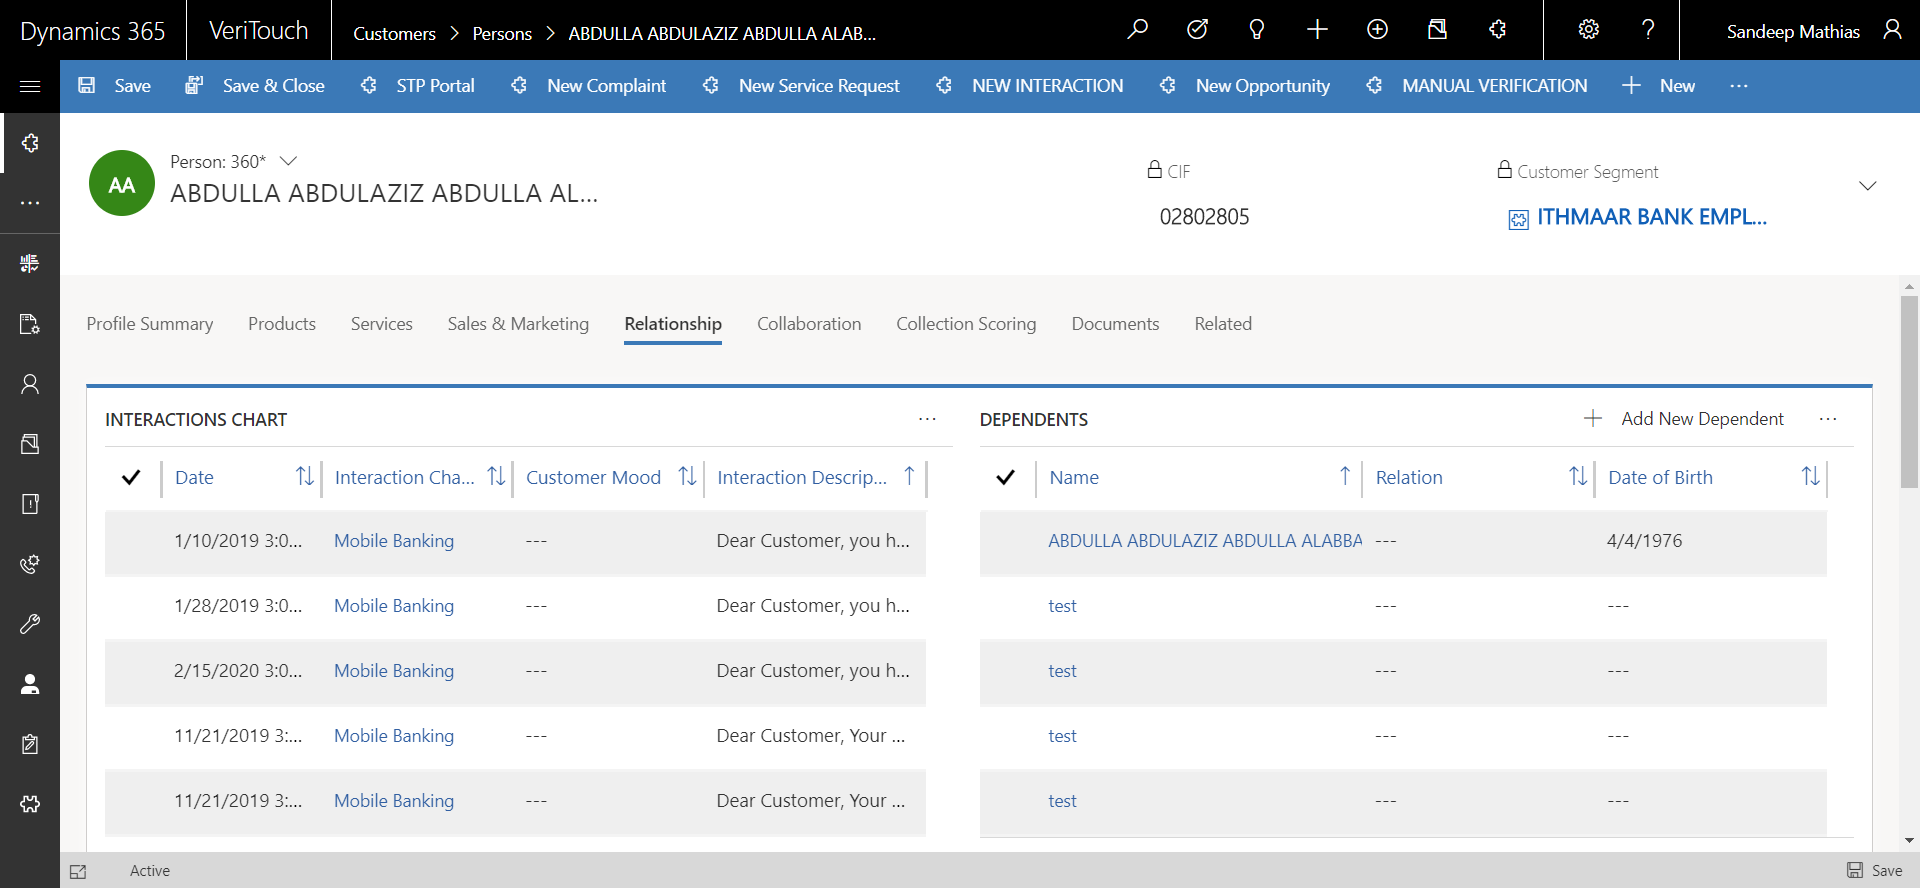 Dynamics 365
VeriTouch
Customers > Persons > ABDULLA ABDULAZIZ ABDULLA ALAB...
Sandeep Mathias
Save
Save & Close
STP Portal
New Complaint
New Service Request
NEW INTERACTION
New Opportunity
MANUAL VERIFICATION
New
AA
Person: 360*
ABDULLA ABDULAZIZ ABDULLA AL...
CIF
02802805
Customer Segment
ITHMAAR BANK EMPL...
Profile Summary
Products
Services
Sales & Marketing
Relationship
Collaboration
Collection Scoring
Documents
Related
INTERACTIONS CHART
Date Interaction Cha... Customer Mood Interaction Descrip...
1/10/2019 3:0... Mobile Banking --- Dear Customer, you h...
1/28/2019 3:0... Mobile Banking --- Dear Customer, you h...
2/15/2020 3:0... Mobile Banking --- Dear Customer, you h...
11/21/2019 3:... Mobile Banking --- Dear Customer, Your ...
11/21/2019 3:... Mobile Banking --- Dear Customer, Your ...
DEPENDENTS
Add New Dependent
Name Relation Date of Birth
ABDULLA ABDULAZIZ ABDULLA ALABBA --- 4/4/1976
test --- ---
test --- ---
test --- ---
test --- ---
Active
Save